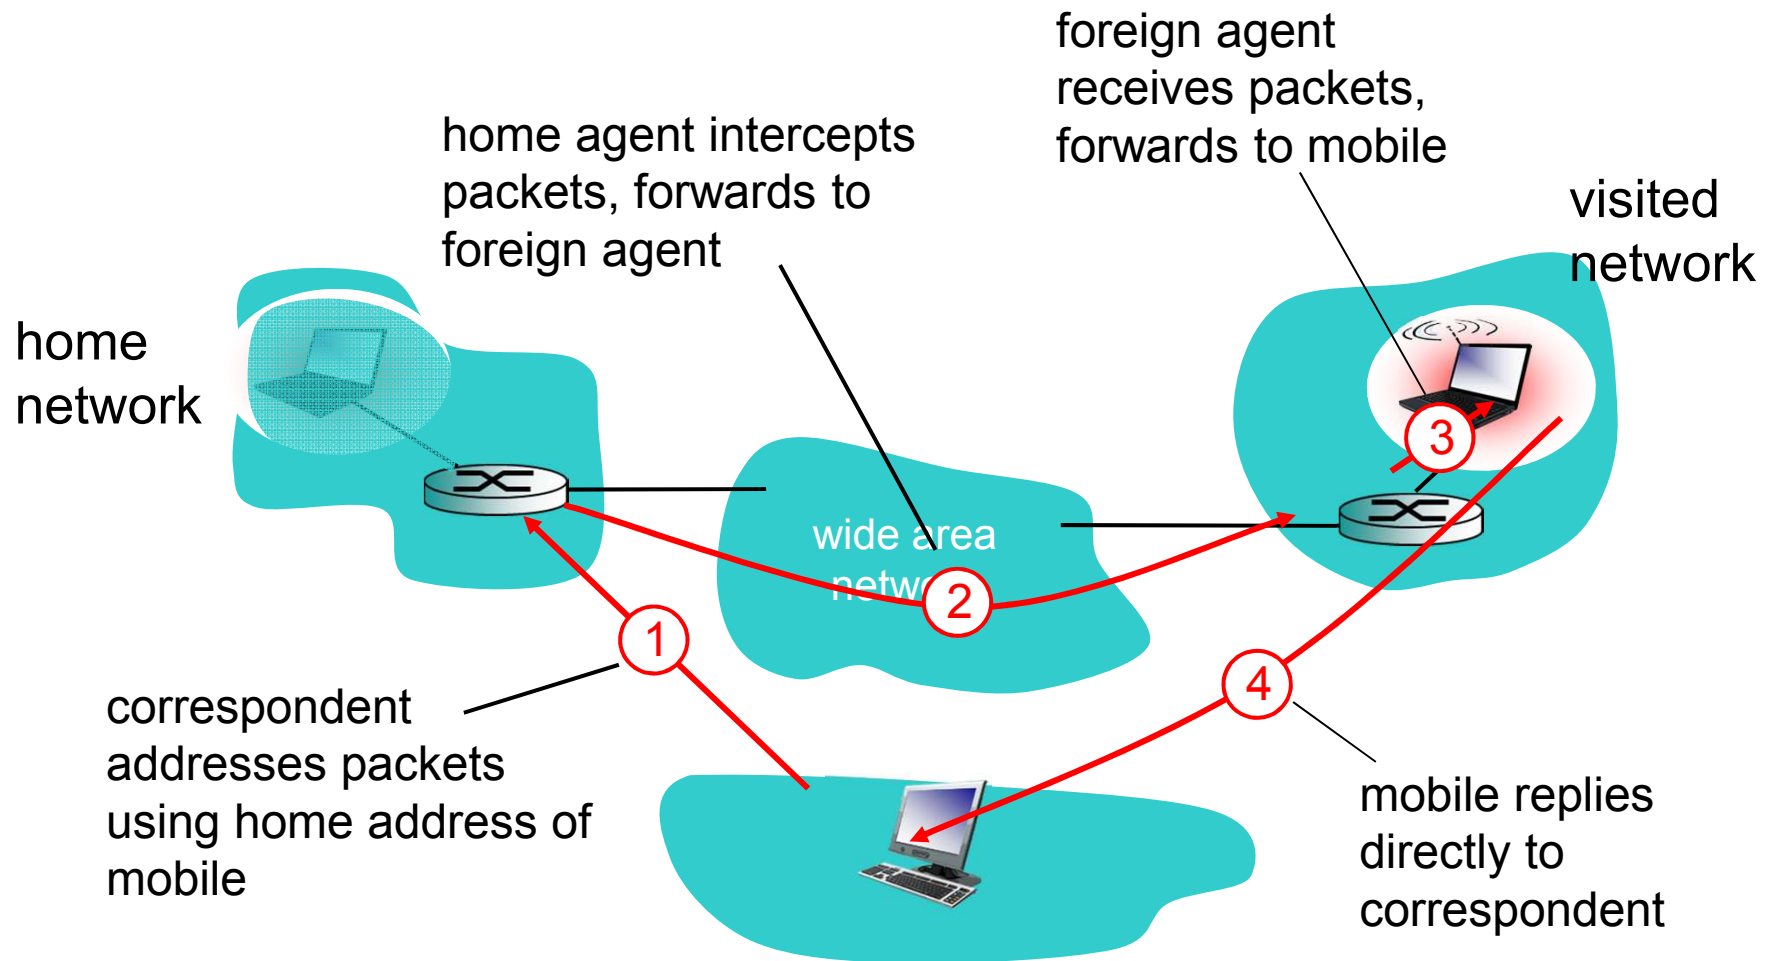 foreign agent
receives packets,
forwards to mobile
home agent intercepts
packets, forwards to
foreign agent
visited
network
home
network
3
wide area
2
1
4
correspondent
addresses packets
using home address of
mobile
mobile replies
directly to
correspondent